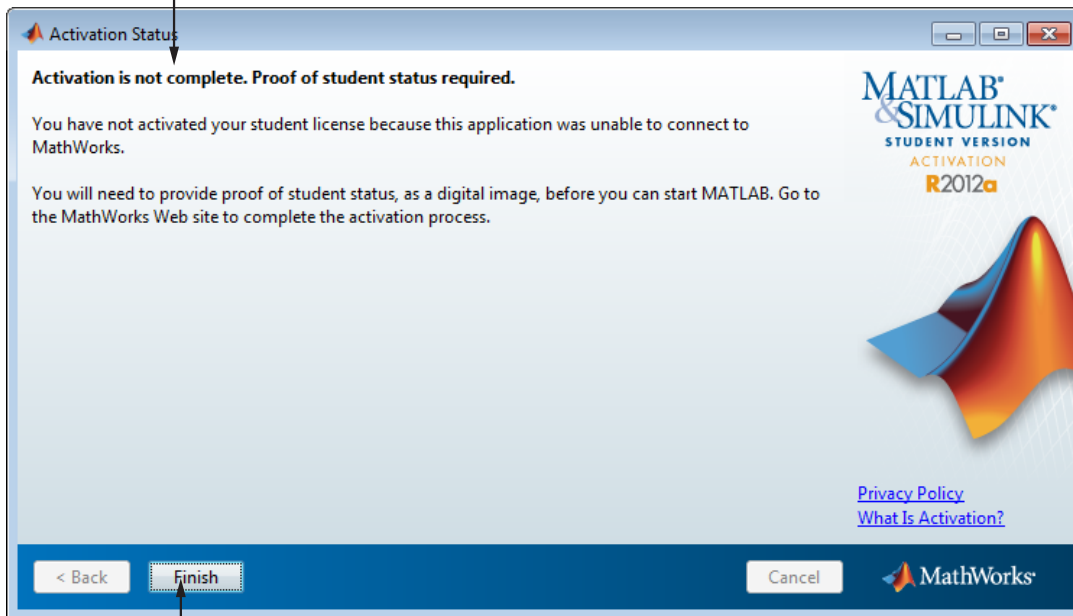 Activation Status
Activation is not complete. Proof of student status required.
You have not activated your student license because this application was unable to connect to
MathWorks.
You will need to provide proof of student status, as a digital image, before you can start MATLAB. Go to
the MathWorks Web site to complete the activation process.
MATLAB®
&SIMULINK®
STUDENT VERSION
ACTIVATION
R2012a
Privacy Policy
What Is Activation?
< Back
Finish
Cancel
MathWorks®